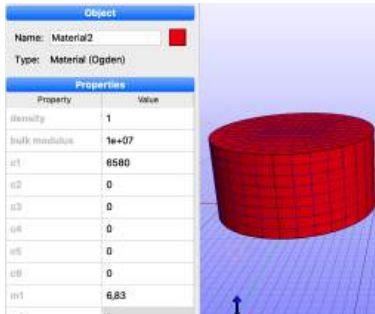 Object
Name: Material2
Type: Material (Ogden)
Properties
Property Value
density 1
bulk modulus 1e+07
c1 6580
c2 0
c3 0
c4 0
c5 0
c6 0
m1 6,83